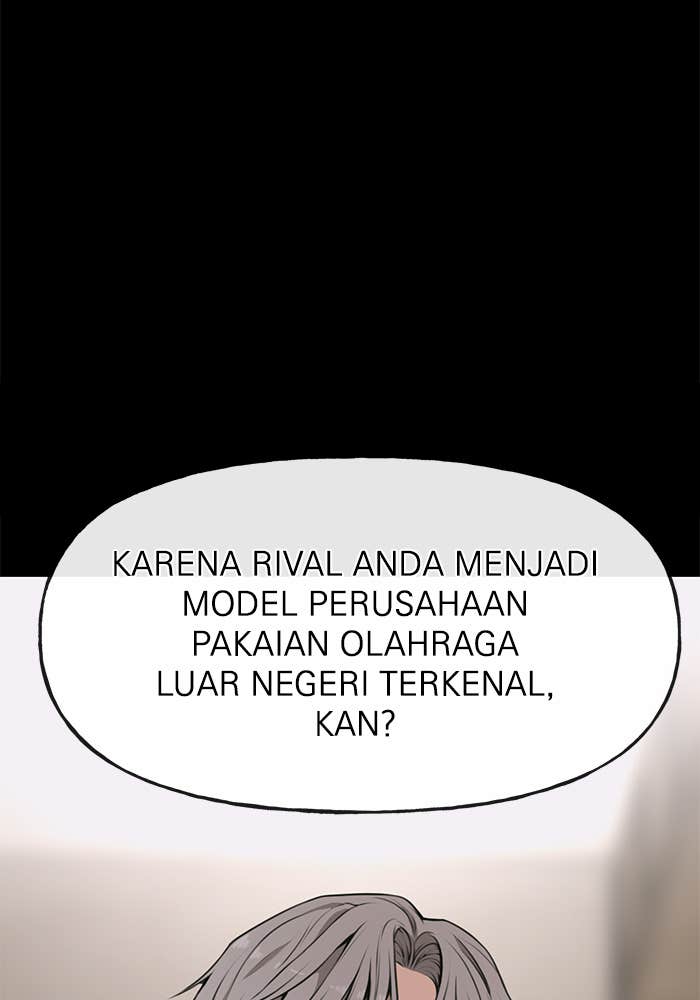 KARENA RIVAL ANDA MENJADI
MODEL PERUSAHAAN
PAKAIAN OLAHRAGA
LUAR NEGERI TERKENAL,
KAN?